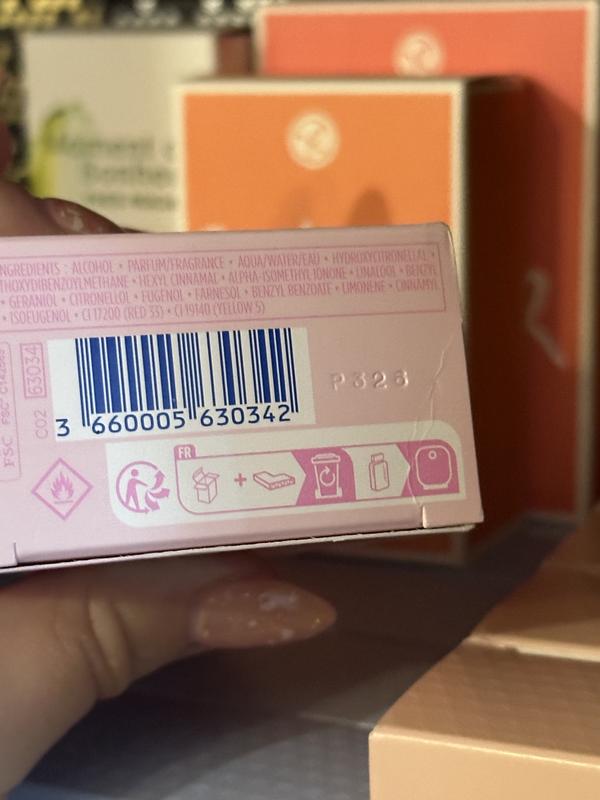 NGREDIENTS : ALCOHOL • PARFUM/FRAGRANCE • AQUA/WATER/EAU • HYDROXYCITRONELLAL •
THOXYDIBENZOYLMETHANE • HEXYL CINNAMAL • ALPHA-ISOMETHYL IONONE • LINALOOL • BENZYL
• GERANIOL • CITRONELLOL • EUGENOL • FARNESOL • BENZYL BENZOATE • LIMONENE • CINNAMYL
• ISOEUGENOL • CI 17200 (RED 33) • CI 19140 (YELLOW 5)
FSC
C02 63034
3 660005 630342
P326
FR